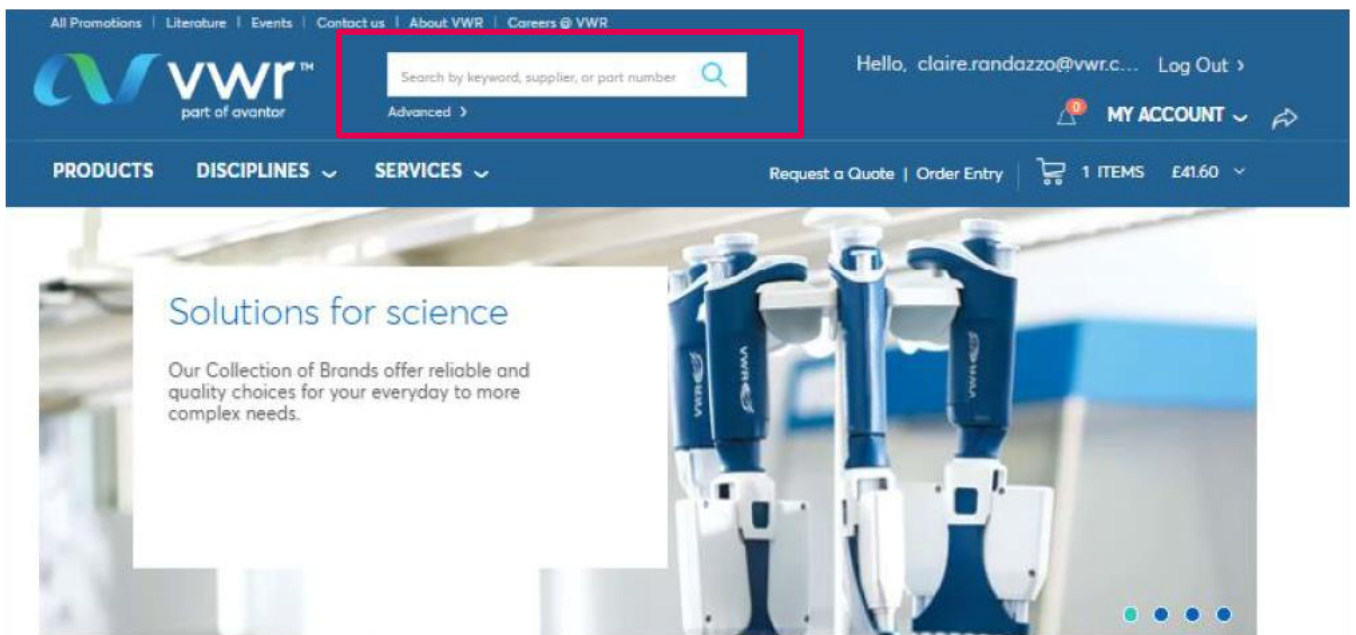 All Promotions | Literature | Events | Contact us | About VWR | Careers @ VWR
vwr™
part of avantor
Search by keyword, supplier, or part number
Advanced >
Hello, claire.randazzo@vwr.c... Log Out >
0
MY ACCOUNT
PRODUCTS DISCIPLINES SERVICES
Request a Quote | Order Entry 1 ITEMS £41.60
Solutions for science
Our Collection of Brands offer reliable and
quality choices for your everyday to more
complex needs.
VWR
VWR
VWR